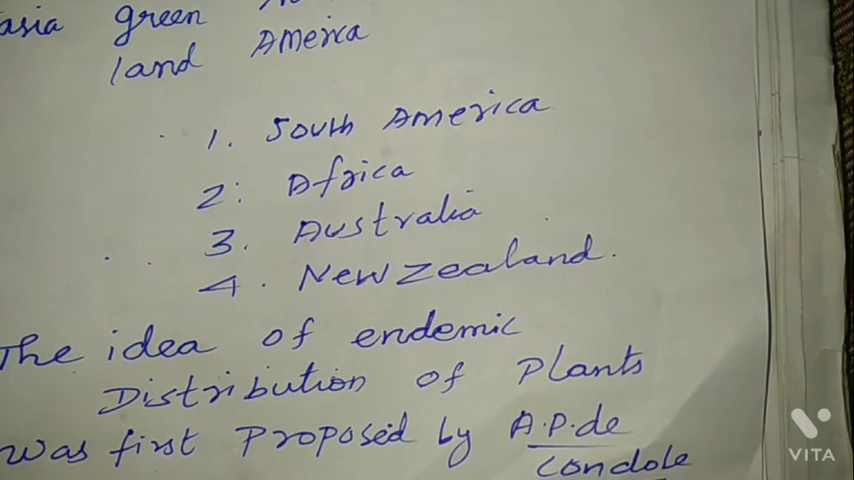 asia green
land America
1. South America
2. Africa
3. Australia
4. New Zealand.
The idea of endemic
Distribution of Plants
was first Proposed by A.P.de
Condole
VITA